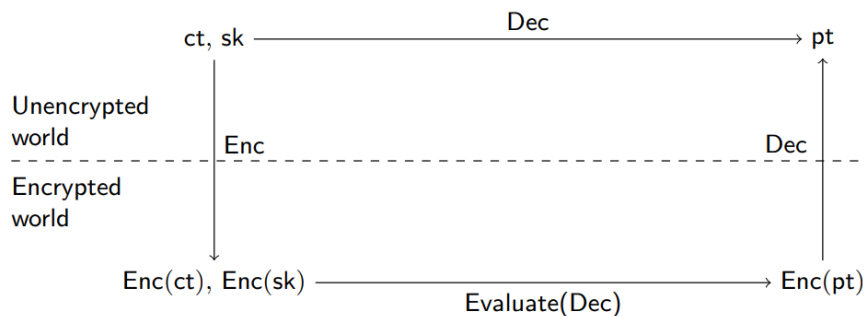 Dec
ct, sk
pt
Unencrypted
world
Enc
Dec
Encrypted
world
Enc(ct), Enc(sk)
Enc(pt)
Evaluate(Dec)